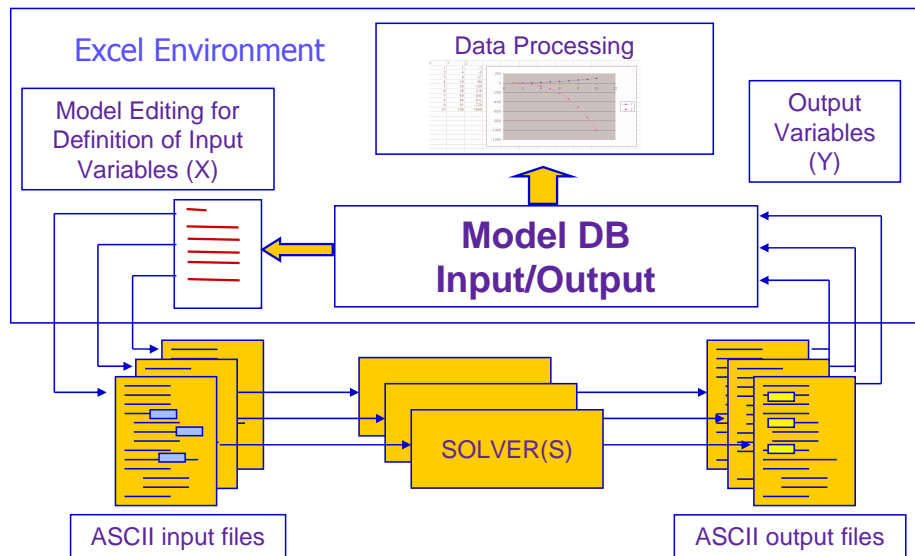 Excel Environment
Data Processing
Model Editing for
Definition of Input
Variables (X)
Output
Variables
(Y)
Model DB
Input/Output
SOLVER(S)
ASCII input files
ASCII output files